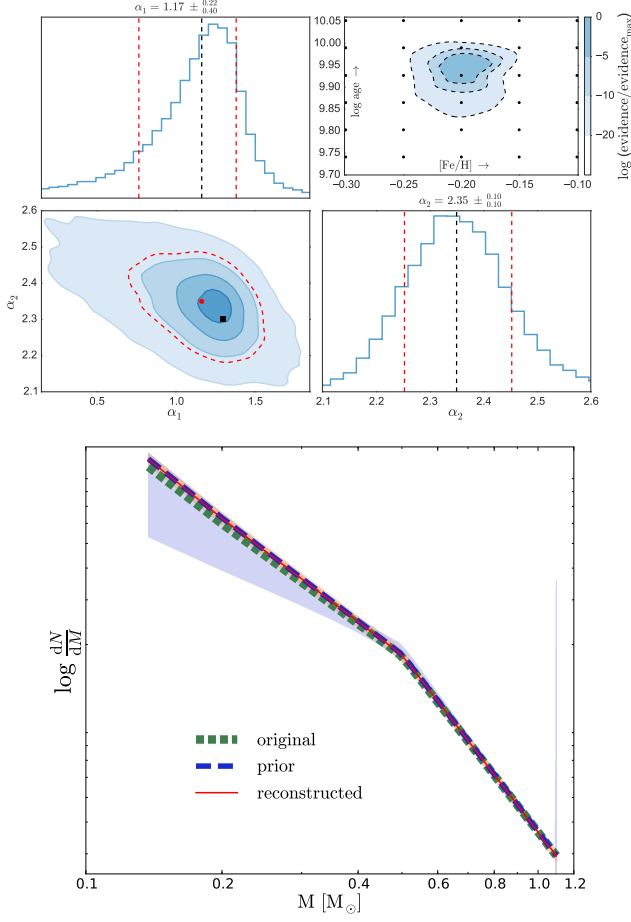 α₁ = 1.17 ± 0.22 0.40
10.05
10.00
9.95
9.90
9.85
9.80
9.75
9.70
log age →
[Fe/H] →
−0.30 −0.25 −0.20 −0.15 −0.10
0
−5
−10
−20
log (evidence/evidence_max)
2.6
2.5
2.4
2.3
2.2
2.1
α₂
0.5 1.0 1.5
α₁
α₂ = 2.35 ± 0.10 0.10
2.1 2.2 2.3 2.4 2.5 2.6
α₂
log dN/dM
original
prior
reconstructed
0.1 0.2 0.4 0.6 0.8 1.0 1.2
M [M⊙]